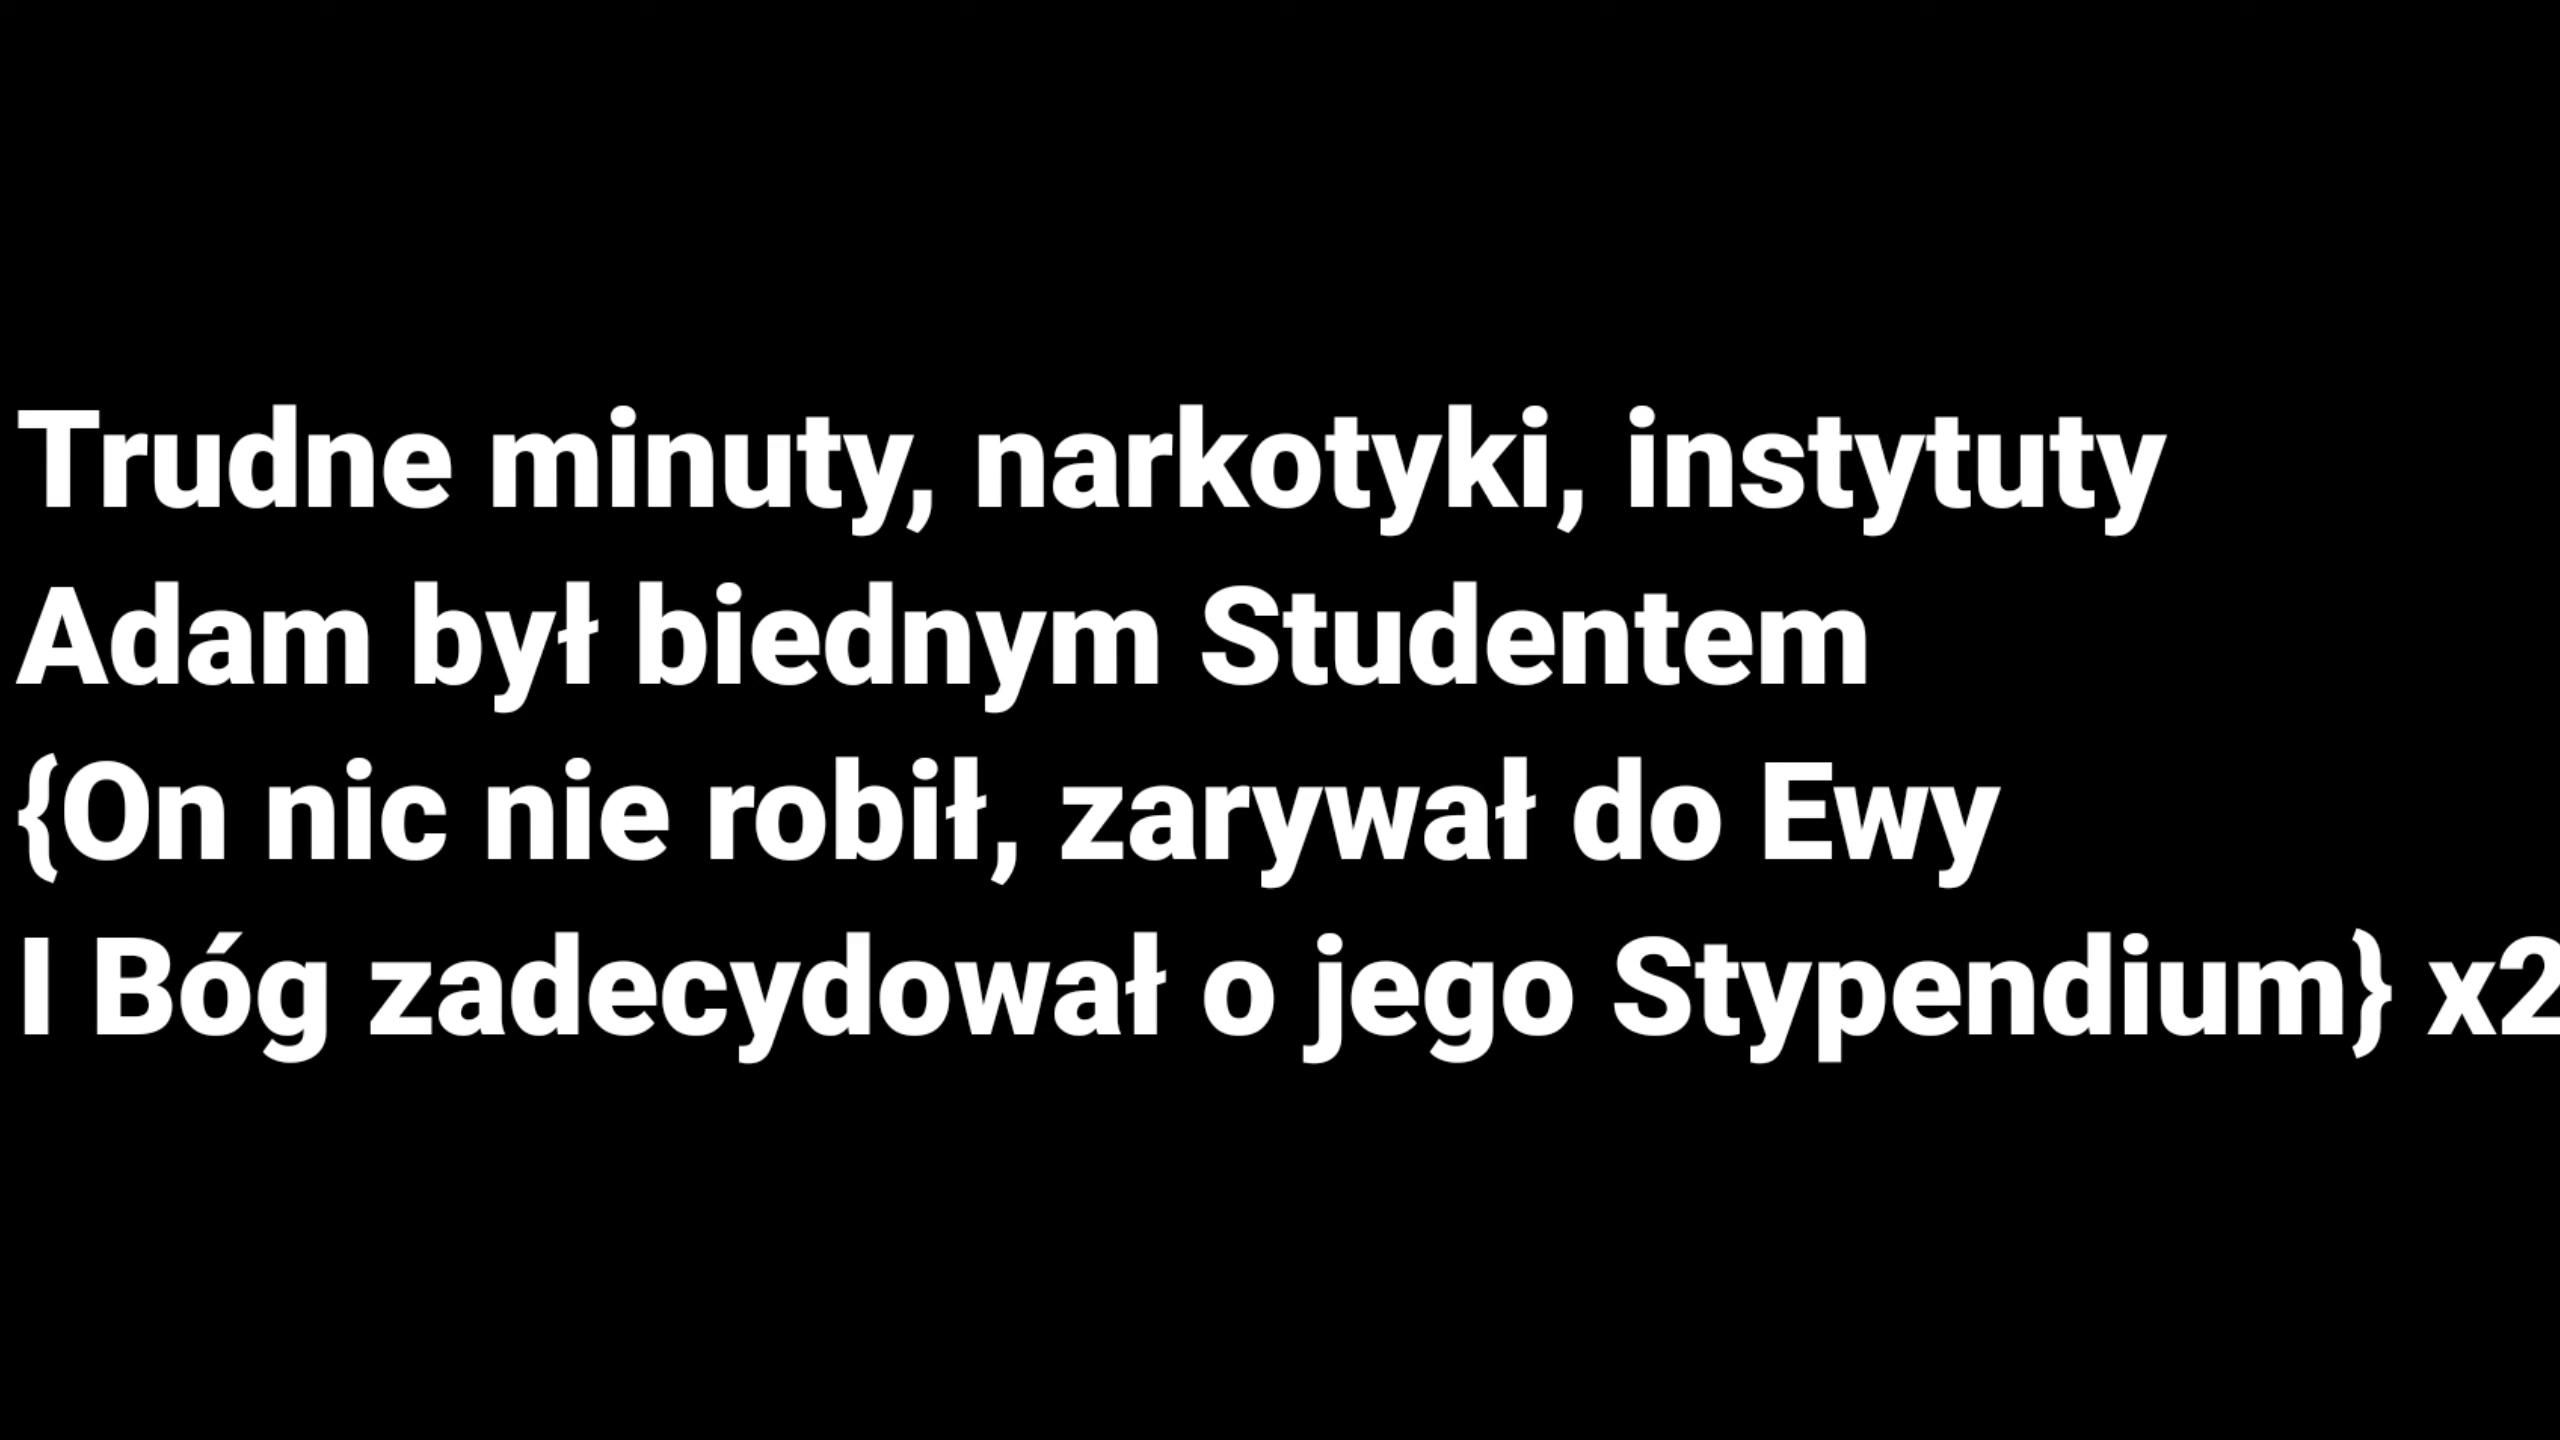 Trudne minuty, narkotyki, instytuty
Adam był biednym Studentem
{On nic nie robił, zarywał do Ewy
I Bóg zadecydował o jego Stypendium} x2